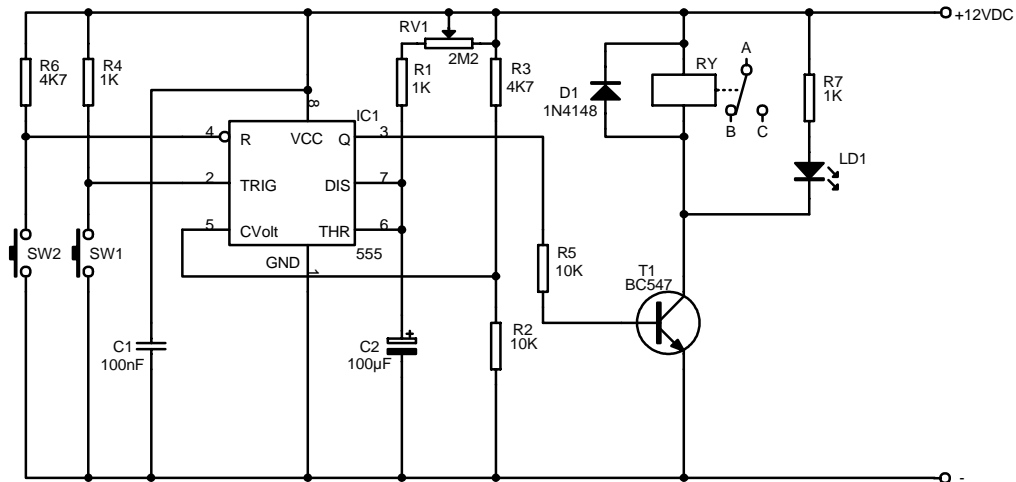 +12VDC
R6
4K7
R4
1K
RV1
2M2
R1
1K
R3
4K7
D1
1N4148
RY
A
B
C
R7
1K
LD1
IC1
8
4
R
VCC
Q
3
2
TRIG
DIS
7
5
CVolt
THR
6
GND
1
555
SW2
SW1
R5
10K
T1
BC547
C1
100nF
C2
100µF
+
R2
10K
-